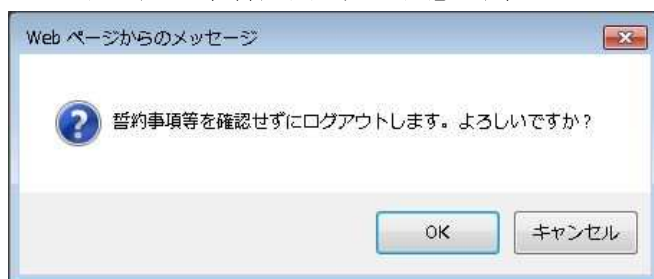 Web ページからのメッセージ
誓約事項等を確認せずにログアウトします。よろしいですか？
OK
キャンセル